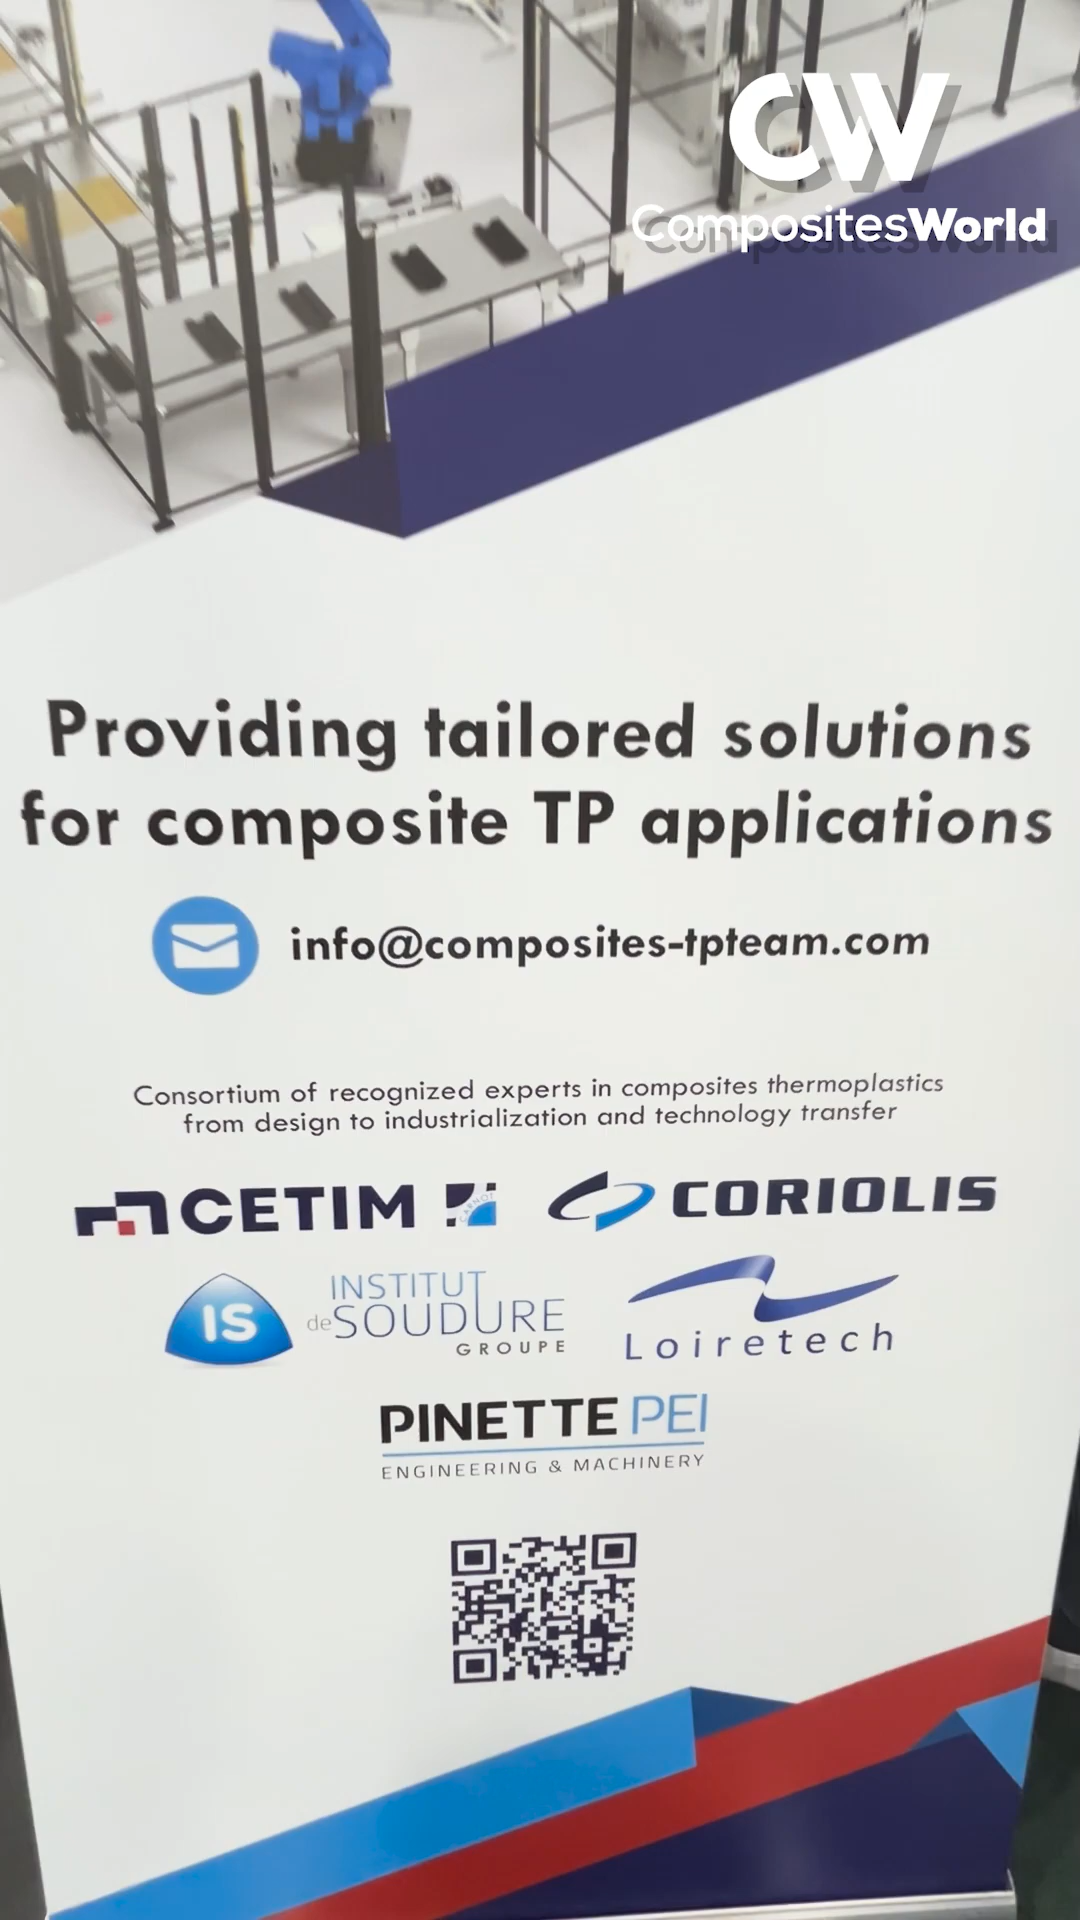 CW
CompositesWorld
Providing tailored solutions
for composite TP applications
info@composites-tpteam.com
Consortium of recognized experts in composites thermoplastics
from design to industrialization and technology transfer
CETIM CARNOT
CORIOLIS
IS
INSTITUT
de SOUDURE
GROUPE
Loiretech
PINETTE PEI
ENGINEERING & MACHINERY